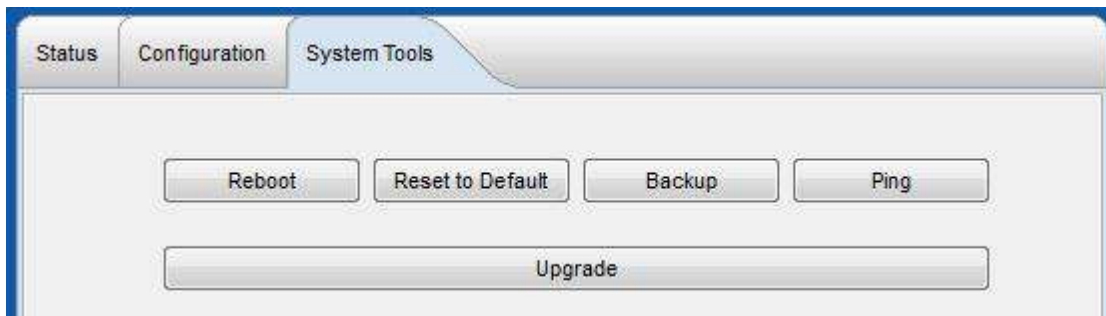 Status Configuration System Tools
Reboot Reset to Default Backup Ping
Upgrade